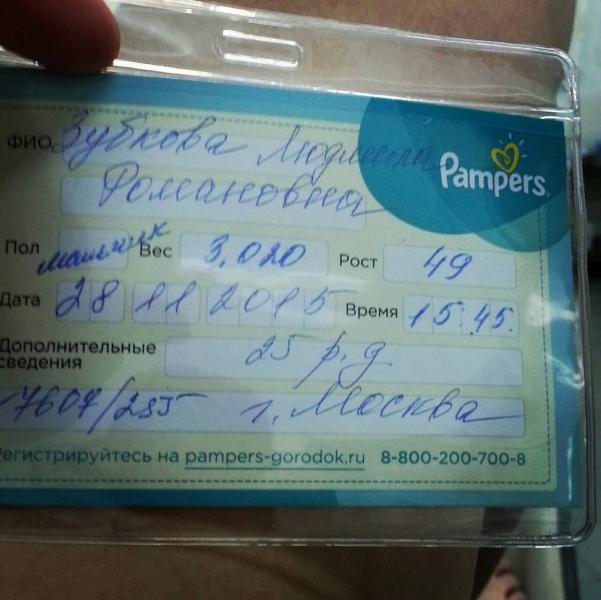 ФИО Зубкова Людмила
Pampers
Романовна
Пол мальчик Вес 3,020 Рост 49
Дата 28 11 2015 Время 15.45.
Дополнительные 25 р.д
сведения
7607/255 г. Москва
Регистрируйтесь на pampers-gorodok.ru 8-800-200-700-8